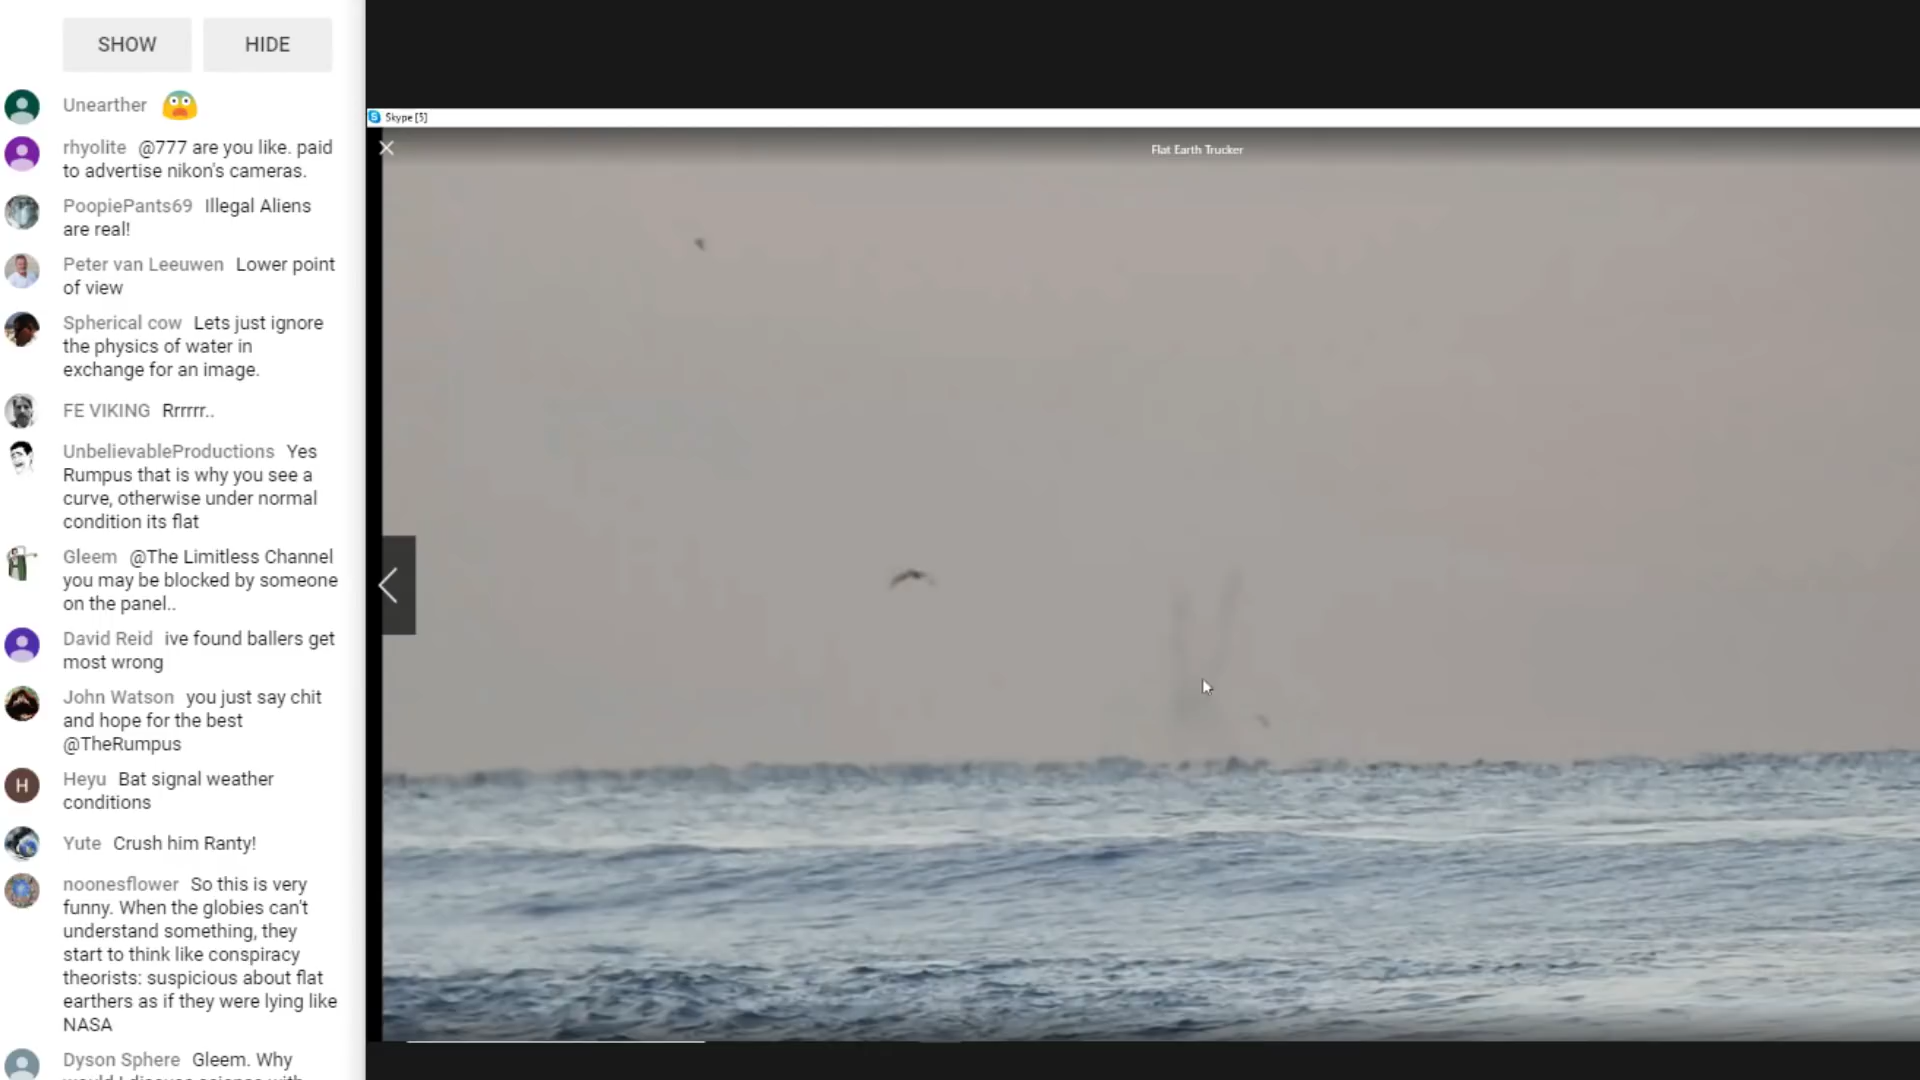 SHOW HIDE
Unearther
rhyolite @777 are you like. paid
to advertise nikon's cameras.
PoopiePants69 Illegal Aliens
are real!
Peter van Leeuwen Lower point
of view
Spherical cow Lets just ignore
the physics of water in
exchange for an image.
FE VIKING Rrrrrr..
UnbelievableProductions Yes
Rumpus that is why you see a
curve, otherwise under normal
condition its flat
Gleem @The Limitless Channel
you may be blocked by someone
on the panel..
David Reid ive found ballers get
most wrong
John Watson you just say chit
and hope for the best
@TheRumpus
H
Heyu Bat signal weather
conditions
Yute Crush him Ranty!
noonesflower So this is very
funny. When the globies can't
understand something, they
start to think like conspiracy
theorists: suspicious about flat
earthers as if they were lying like
NASA
Dyson Sphere Gleem. Why
S Skype [5]
Flat Earth Trucker